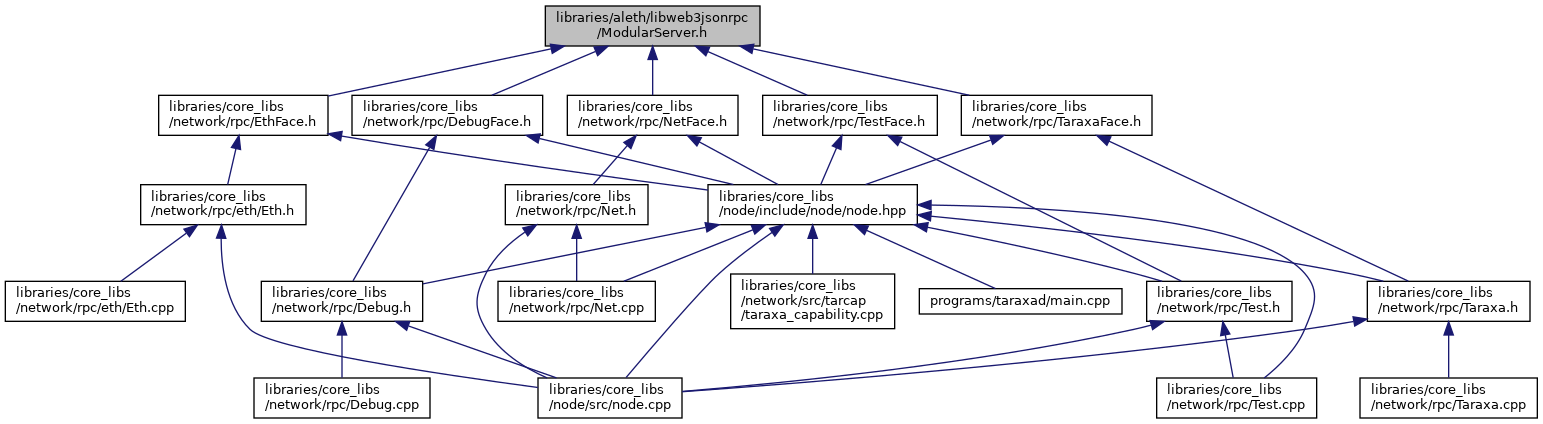 libraries/aleth/libweb3jsonrpc
/ModularServer.h
libraries/core_libs
/network/rpc/EthFace.h
libraries/core_libs
/network/rpc/DebugFace.h
libraries/core_libs
/network/rpc/NetFace.h
libraries/core_libs
/network/rpc/TestFace.h
libraries/core_libs
/network/rpc/TaraxaFace.h
libraries/core_libs
/network/rpc/eth/Eth.h
libraries/core_libs
/network/rpc/Net.h
libraries/core_libs
/node/include/node/node.hpp
libraries/core_libs
/network/rpc/eth/Eth.cpp
libraries/core_libs
/network/rpc/Debug.h
libraries/core_libs
/network/rpc/Net.cpp
libraries/core_libs
/network/src/tarcap
/taraxa_capability.cpp
programs/taraxad/main.cpp
libraries/core_libs
/network/rpc/Test.h
libraries/core_libs
/network/rpc/Taraxa.h
libraries/core_libs
/network/rpc/Debug.cpp
libraries/core_libs
/node/src/node.cpp
libraries/core_libs
/network/rpc/Test.cpp
libraries/core_libs
/network/rpc/Taraxa.cpp